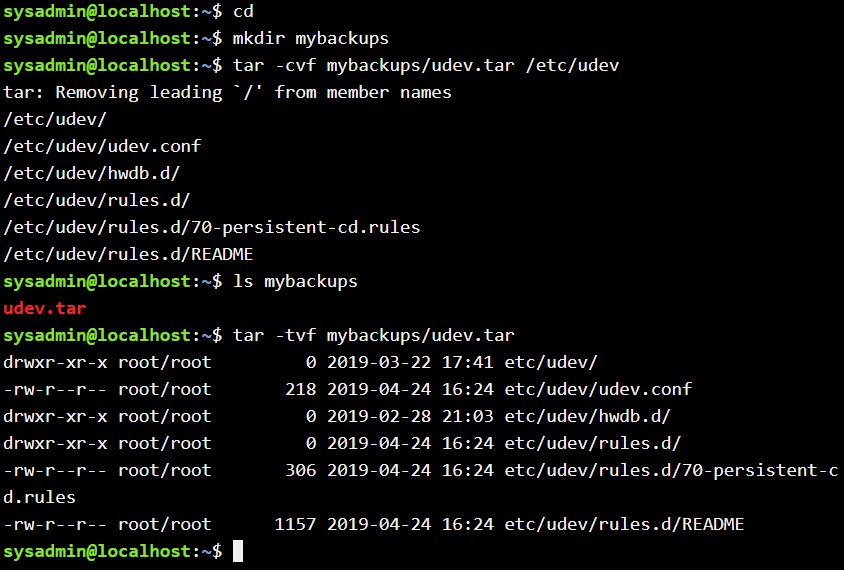 sysadmin@localhost:~$ cd
sysadmin@localhost:~$ mkdir mybackups
sysadmin@localhost:~$ tar -cvf mybackups/udev.tar /etc/udev
tar: Removing leading `/' from member names
/etc/udev/
/etc/udev/udev.conf
/etc/udev/hwdb.d/
/etc/udev/rules.d/
/etc/udev/rules.d/70-persistent-cd.rules
/etc/udev/rules.d/README
sysadmin@localhost:~$ ls mybackups
udev.tar
sysadmin@localhost:~$ tar -tvf mybackups/udev.tar
drwxr-xr-x root/root         0 2019-03-22 17:41 etc/udev/
-rw-r--r-- root/root       218 2019-04-24 16:24 etc/udev/udev.conf
drwxr-xr-x root/root         0 2019-02-28 21:03 etc/udev/hwdb.d/
drwxr-xr-x root/root         0 2019-04-24 16:24 etc/udev/rules.d/
-rw-r--r-- root/root       306 2019-04-24 16:24 etc/udev/rules.d/70-persistent-c
d.rules
-rw-r--r-- root/root      1157 2019-04-24 16:24 etc/udev/rules.d/README
sysadmin@localhost:~$